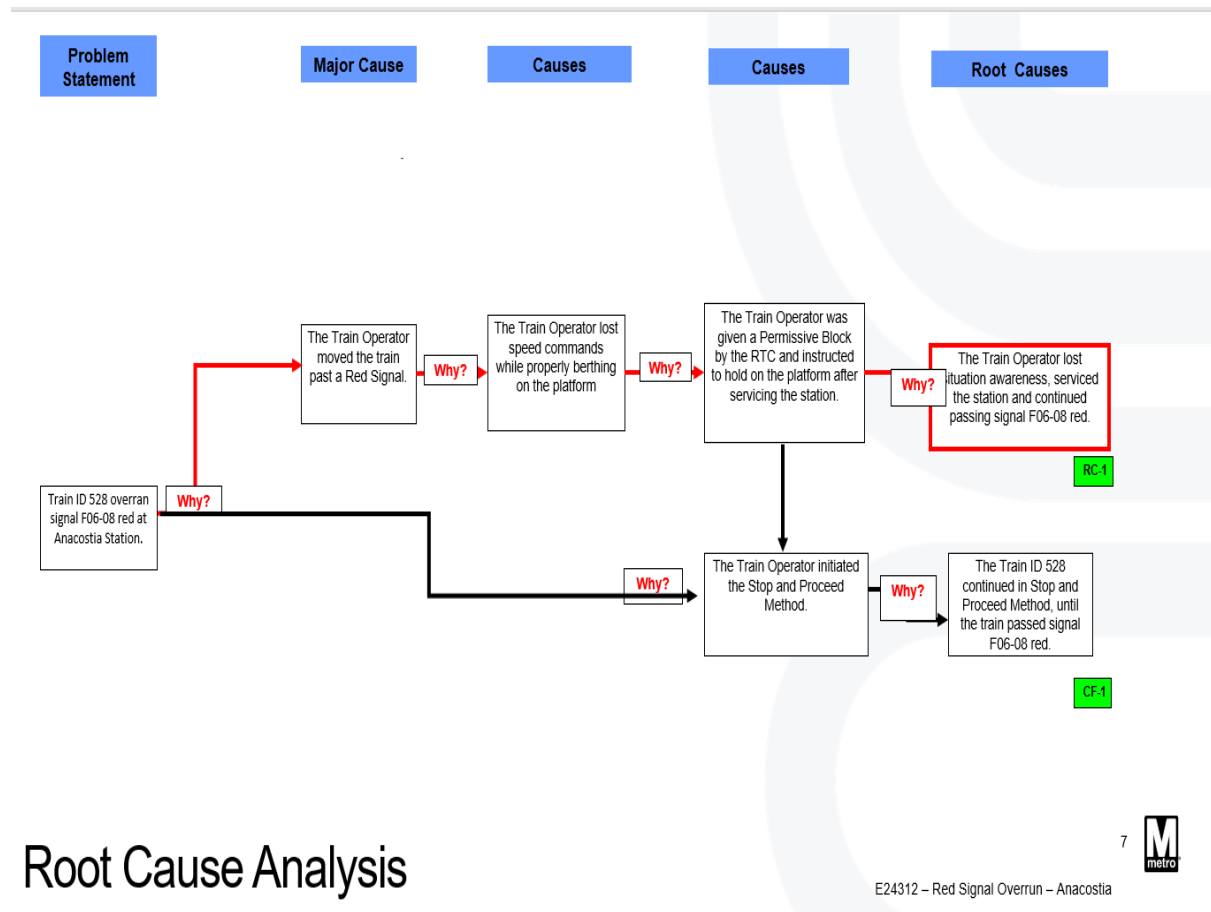 Problem
Statement
Major Cause
Causes
Causes
Root Causes
The Train Operator
moved the train
past a Red Signal.
Why?
The Train Operator lost
speed commands
while properly berthing
on the platform
Why?
The Train Operator was
given a Permissive Block
by the RTC and instructed
to hold on the platform after
servicing the station.
Why?
The Train Operator lost
situation awareness, serviced
the station and continued
passing signal F06-08 red.
RC-1
Train ID 528 overran
signal F06-08 red at
Anacostia Station.
Why?
Why?
The Train Operator initiated
the Stop and Proceed
Method.
Why?
The Train ID 528
continued in Stop and
Proceed Method, until
the train passed signal
F06-08 red.
CF-1
Root Cause Analysis
7
M
metro
E24312 – Red Signal Overrun – Anacostia